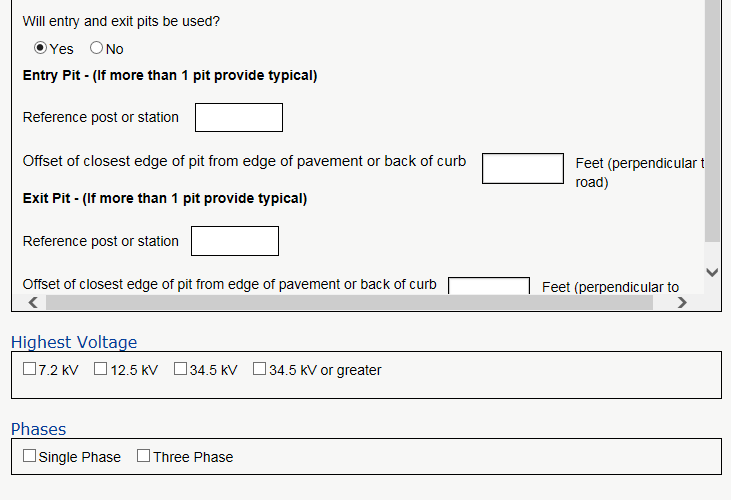 Will entry and exit pits be used?
Yes No
Entry Pit - (If more than 1 pit provide typical)
Reference post or station
Offset of closest edge of pit from edge of pavement or back of curb Feet (perpendicular t
road)
Exit Pit - (If more than 1 pit provide typical)
Reference post or station
Offset of closest edge of pit from edge of pavement or back of curb Feet (perpendicular to
Highest Voltage
7.2 kV 12.5 kV 34.5 kV 34.5 kV or greater
Phases
Single Phase Three Phase